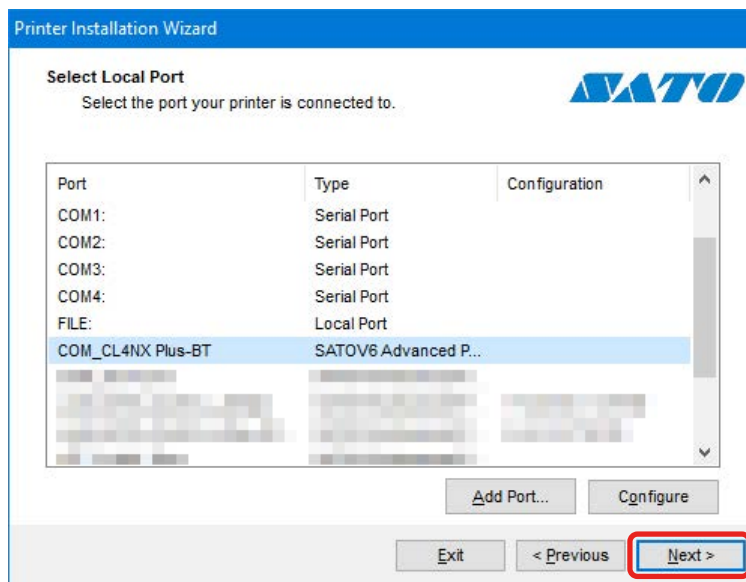 Printer Installation Wizard
Select Local Port
Select the port your printer is connected to.
SATO
Port Type Configuration
COM1: Serial Port
COM2: Serial Port
COM3: Serial Port
COM4: Serial Port
FILE: Local Port
COM_CL4NX Plus-BT SATOV6 Advanced P...
Add Port... Configure
Exit < Previous Next >